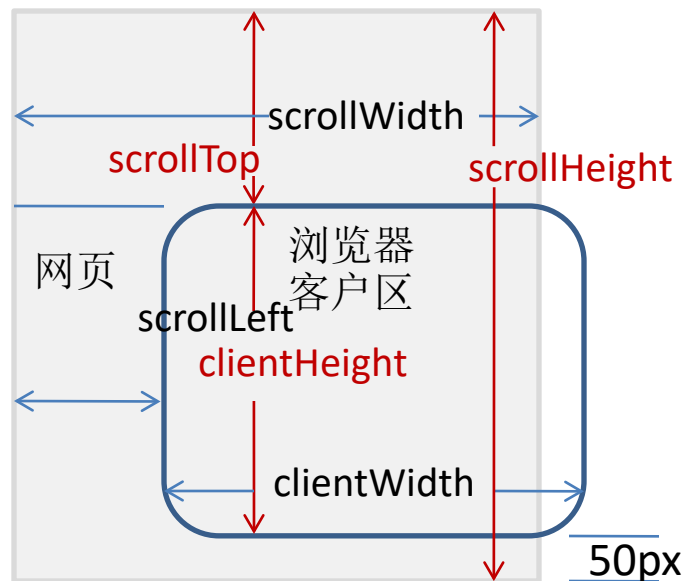 scrollWidth
scrollTop
scrollHeight
浏览器
客户区
网页
scrollLeft
clientHeight
clientWidth
50px